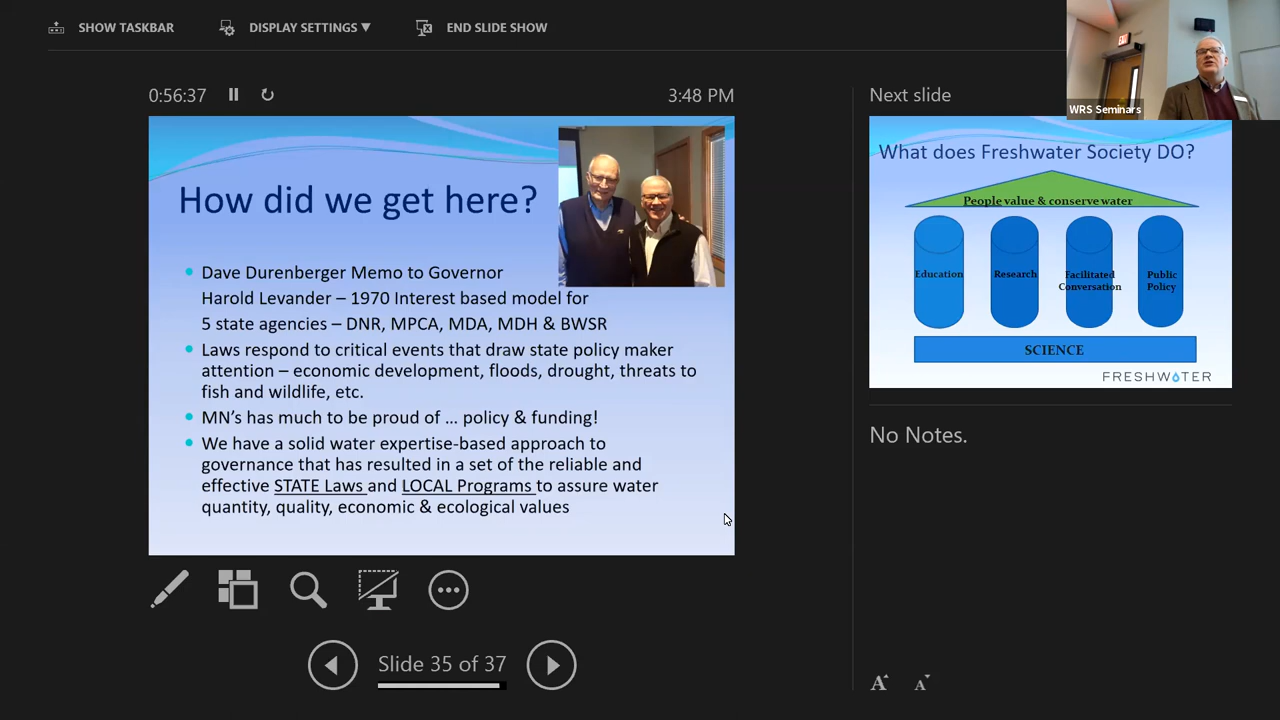 SHOW TASKBAR
DISPLAY SETTINGS ▼
END SLIDE SHOW
WRS Seminars
0:56:37
3:48 PM
How did we get here?
• Dave Durenberger Memo to Governor
Harold Levander – 1970 Interest based model for
5 state agencies – DNR, MPCA, MDA, MDH & BWSR
• Laws respond to critical events that draw state policy maker
attention – economic development, floods, drought, threats to
fish and wildlife, etc.
• MN's has much to be proud of … policy & funding!
• We have a solid water expertise-based approach to
governance that has resulted in a set of the reliable and
effective STATE Laws and LOCAL Programs to assure water
quantity, quality, economic & ecological values
Slide 35 of 37
Next slide
What does Freshwater Society DO?
People value & conserve water
Education
Research
Facilitated
Conversation
Public
Policy
SCIENCE
FRESHWATER
No Notes.
A A